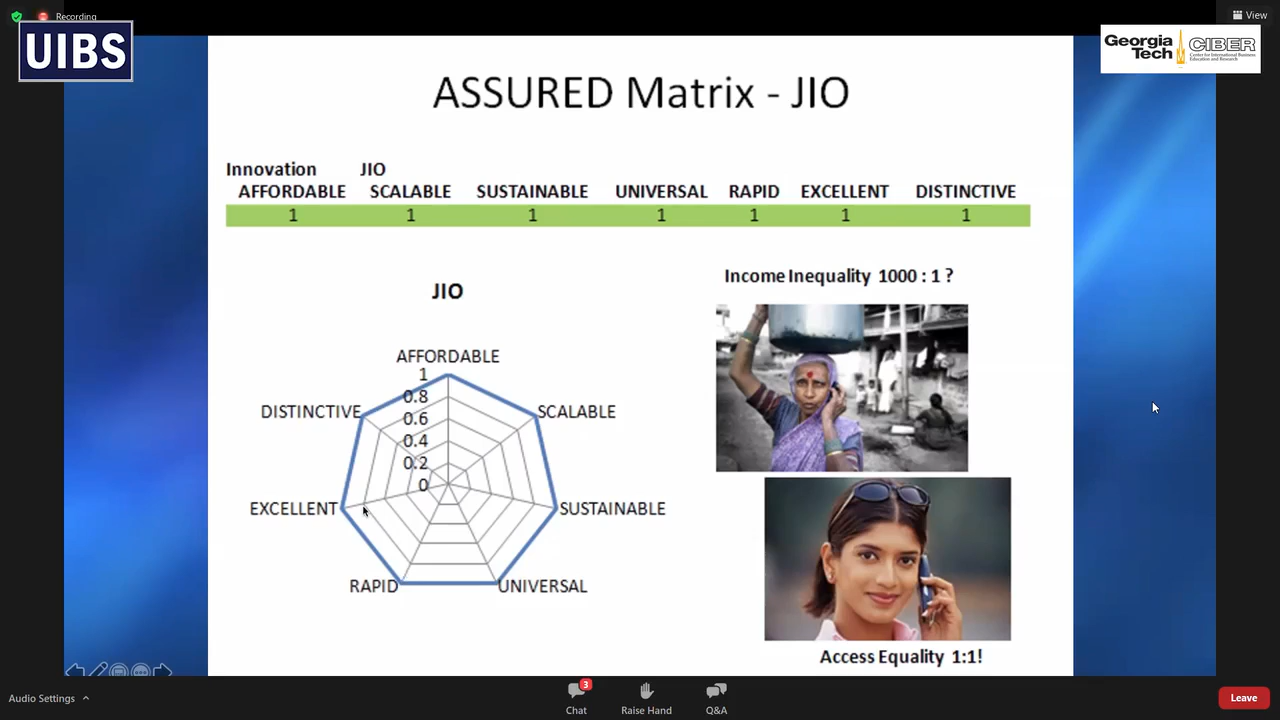 Recording
View
UIBS
Georgia Tech
CIBER
Center for International Business Education and Research
ASSURED Matrix - JIO
Innovation JIO
AFFORDABLE SCALABLE SUSTAINABLE UNIVERSAL RAPID EXCELLENT DISTINCTIVE
1 1 1 1 1 1 1
Income Inequality 1000 : 1 ?
JIO
AFFORDABLE
1
0.8
DISTINCTIVE
SCALABLE
0.6
0.4
0.2
0
EXCELLENT
SUSTAINABLE
RAPID
UNIVERSAL
Access Equality 1:1!
Audio Settings
3
Chat
Raise Hand
Q&A
Leave